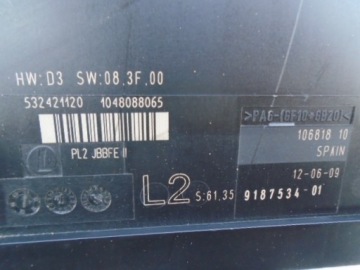 HW:D3 SW:08.3F.00
532421120 1048088065
PL2 JBBFE II
L2
S:61.35
>PA6-(GF10+GB20)<
106818 10
SPAIN
12-06-09
9187534-01